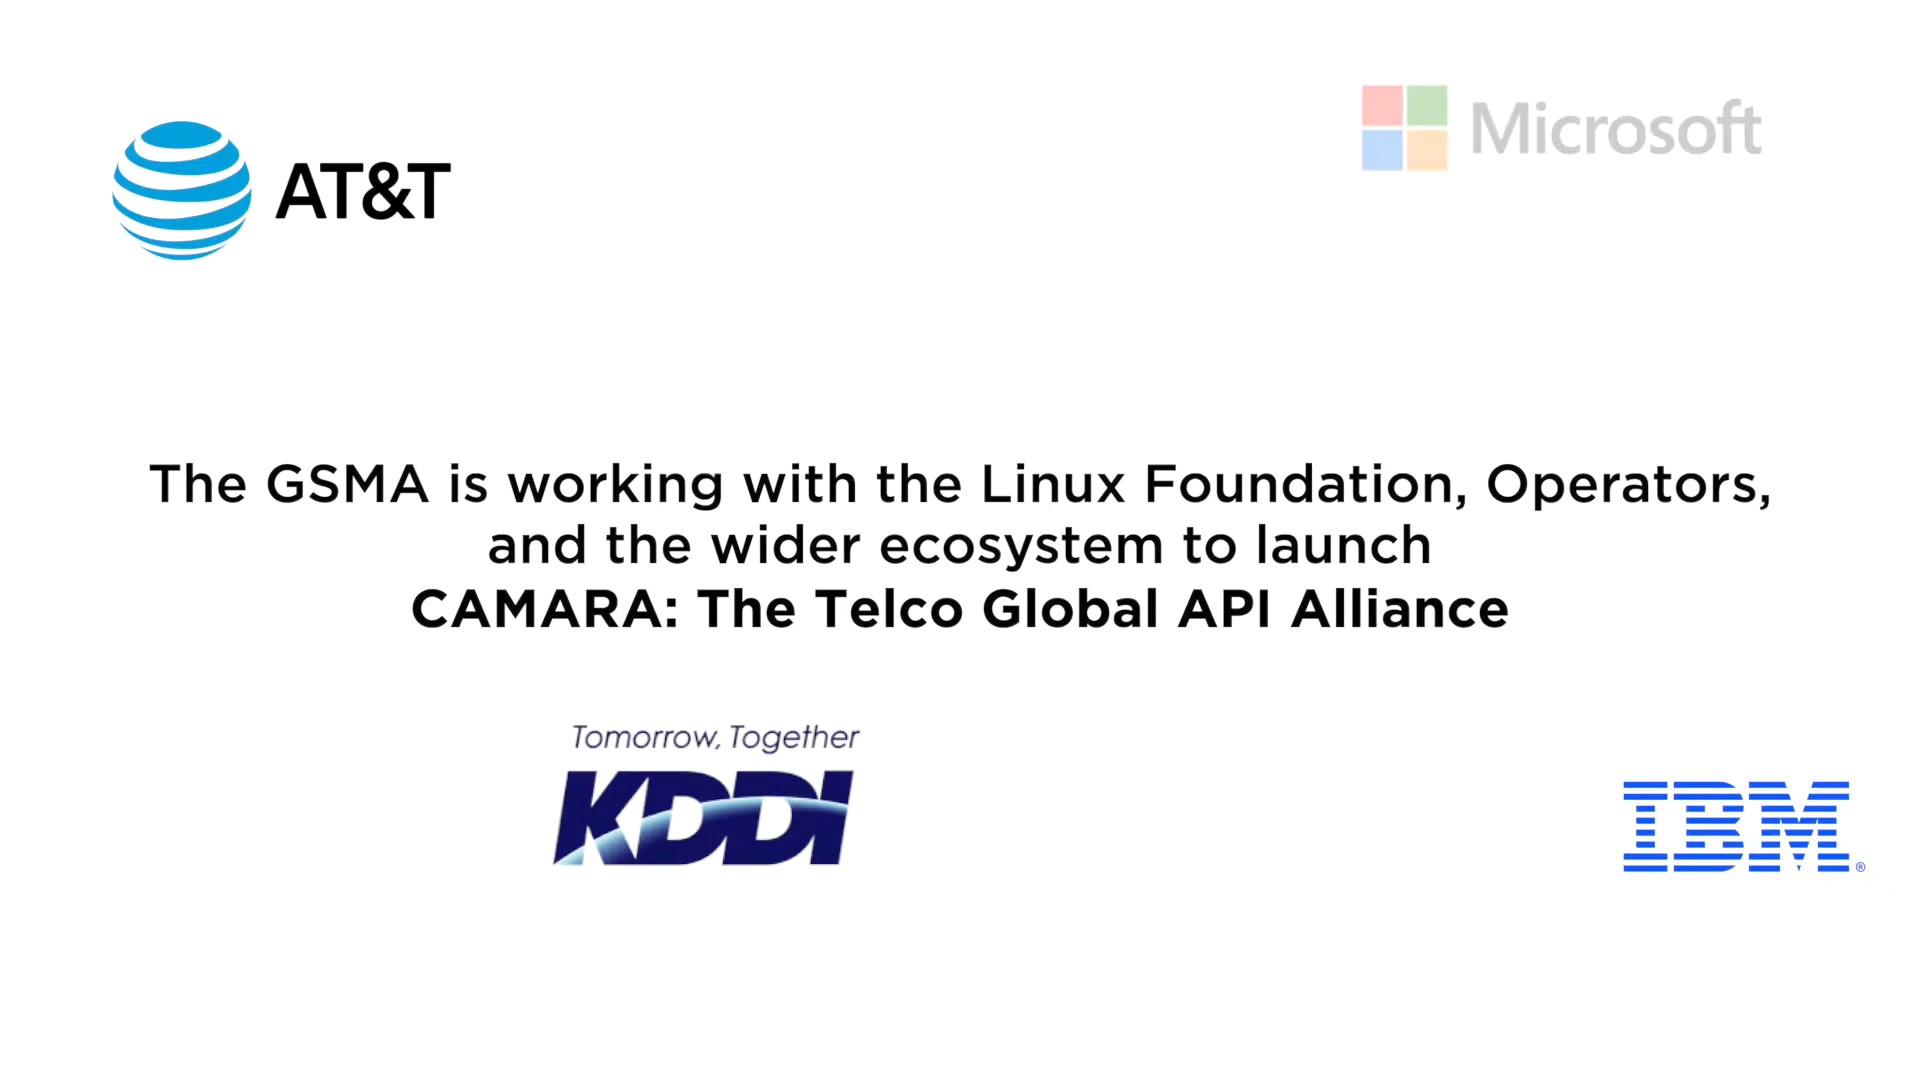 Microsoft
AT&T
The GSMA is working with the Linux Foundation, Operators,
and the wider ecosystem to launch
CAMARA: The Telco Global API Alliance
Tomorrow, Together
KDDI
IBM®